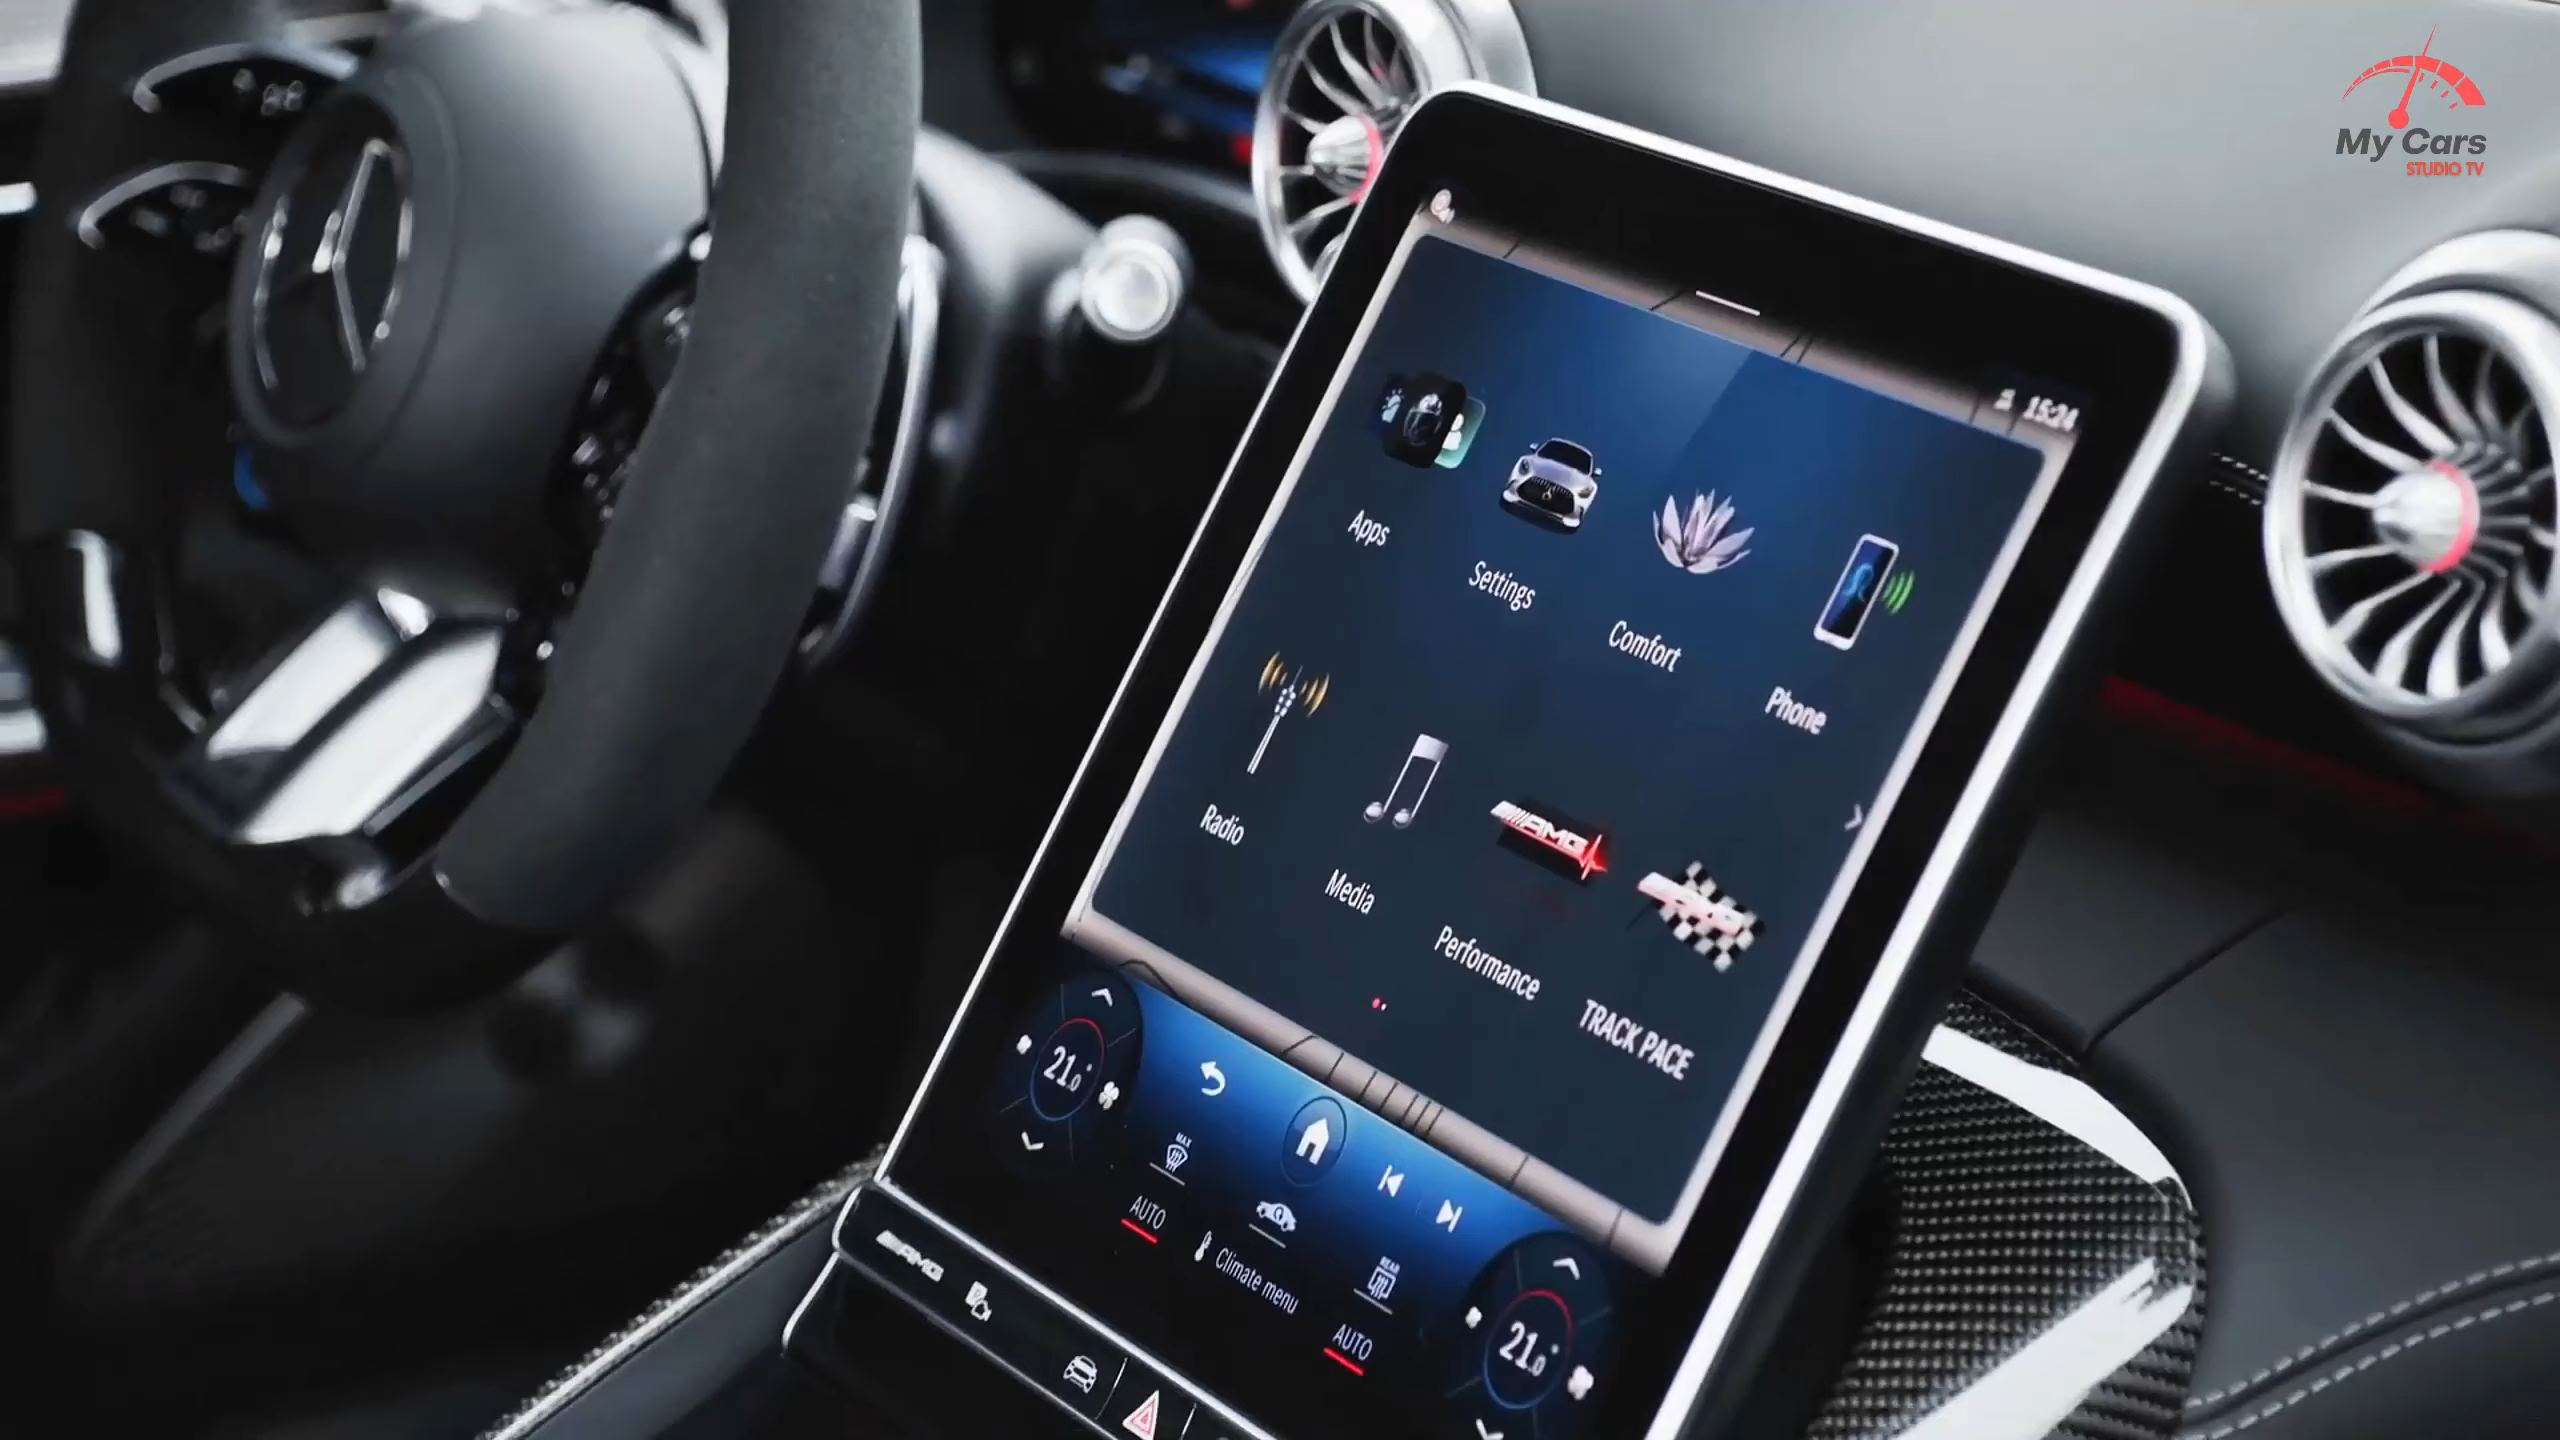 My Cars
STUDIO TV
15:24
Apps
Settings
Comfort
Phone
Radio
Media
AMG
Performance
TRACK PACE
21.0°
MAX
AUTO
Climate menu
REAR
AUTO
21.0°
AMG